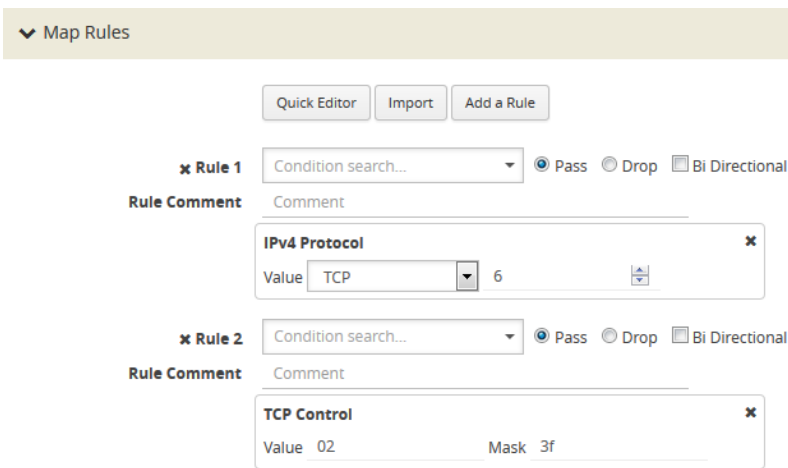 Map Rules
Quick Editor Import Add a Rule
Rule 1 Condition search... Pass Drop Bi Directional
Rule Comment Comment
IPv4 Protocol
Value TCP 6
Rule 2 Condition search... Pass Drop Bi Directional
Rule Comment Comment
TCP Control
Value 02 Mask 3f